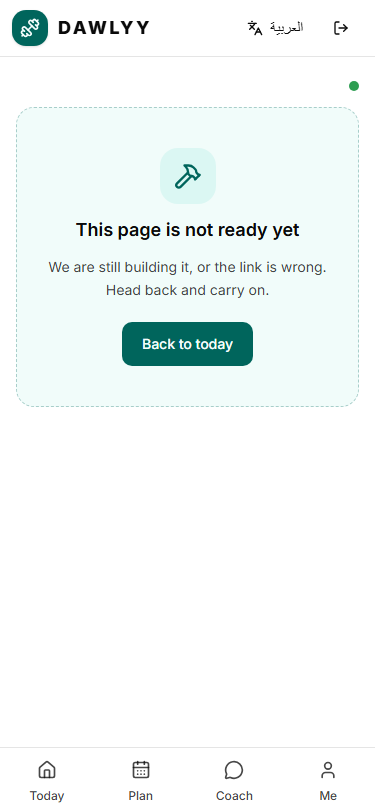 DAWLYY
العربية
This page is not ready yet
We are still building it, or the link is wrong.
Head back and carry on.
Back to today
Today
Plan
Coach
Me